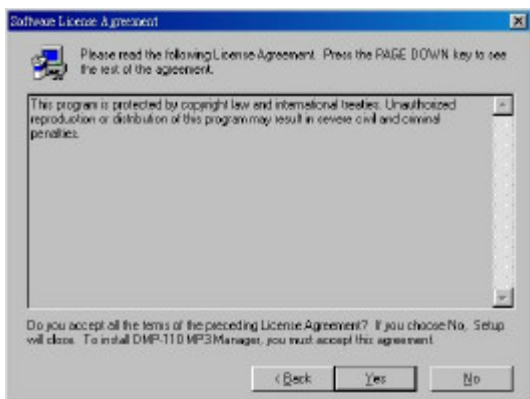 Software License Agreement
Please read the following License Agreement. Press the PAGE DOWN key to see
the rest of the agreement.
This program is protected by copyright law and international treaties. Unauthorized
reproduction or distribution of this program may result in severe civil and criminal
penalties.
Do you accept all the terms of the preceding License Agreement? If you choose No, Setup
will close. To install DMP-110 MP3 Manager, you must accept this agreement.
< Back
Yes
No